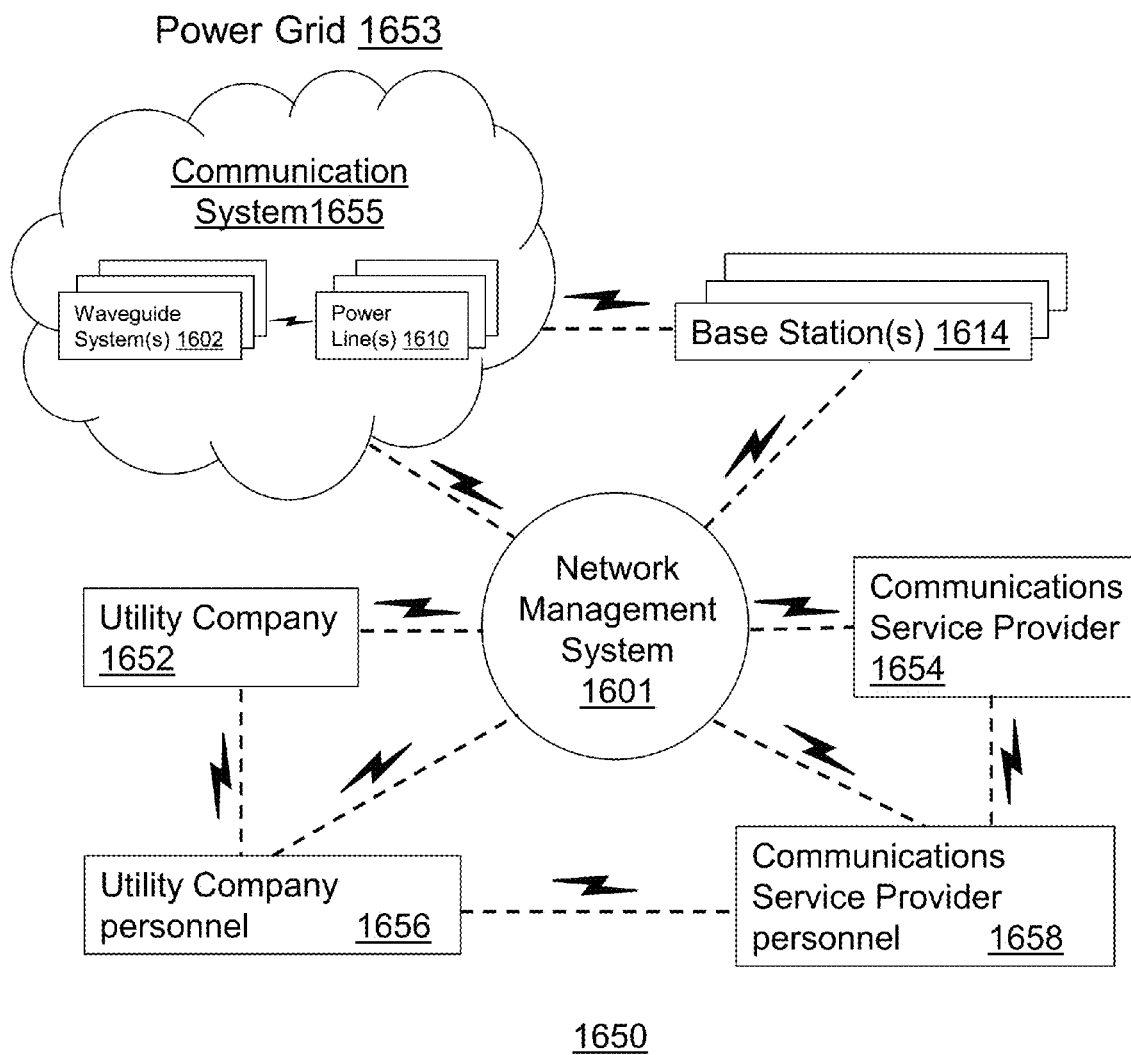 Power Grid 1653
Communication
System1655
Waveguide
System(s) 1602
Power
Line(s) 1610
Base Station(s) 1614
Network
Management
System
1601
Utility Company
1652
Communications
Service Provider
1654
Utility Company
personnel 1656
Communications
Service Provider
personnel 1658
1650